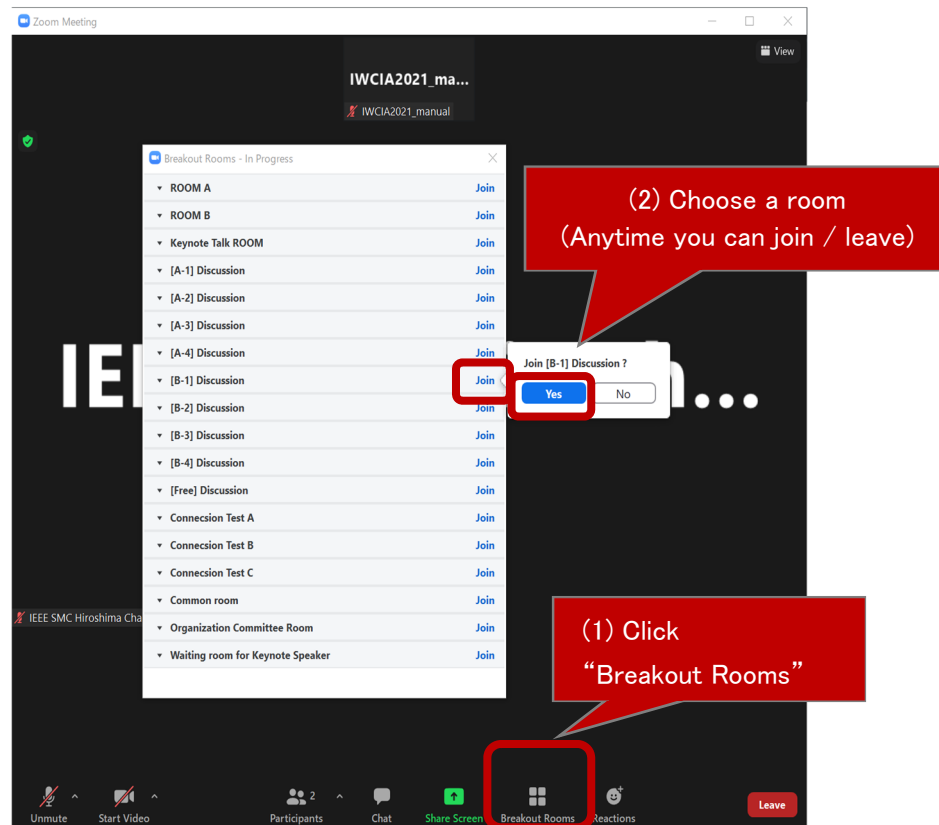 Zoom Meeting
View
IWCIA2021_ma...
IWCIA2021_manual
Breakout Rooms - In Progress
ROOM A Join
ROOM B Join
Keynote Talk ROOM Join
[A-1] Discussion Join
[A-2] Discussion Join
[A-3] Discussion Join
[A-4] Discussion Join
[B-1] Discussion Join
[B-2] Discussion Join
[B-3] Discussion Join
[B-4] Discussion Join
[Free] Discussion Join
Connecsion Test A Join
Connecsion Test B Join
Connecsion Test C Join
Common room Join
Organization Committee Room Join
Waiting room for Keynote Speaker Join
(2) Choose a room
(Anytime you can join / leave)
Join [B-1] Discussion ?
Yes No
IEEE SMC Hiroshima Cha
(1) Click
“Breakout Rooms”
2
Unmute Start Video Participants Chat Share Screen Breakout Rooms Reactions Leave